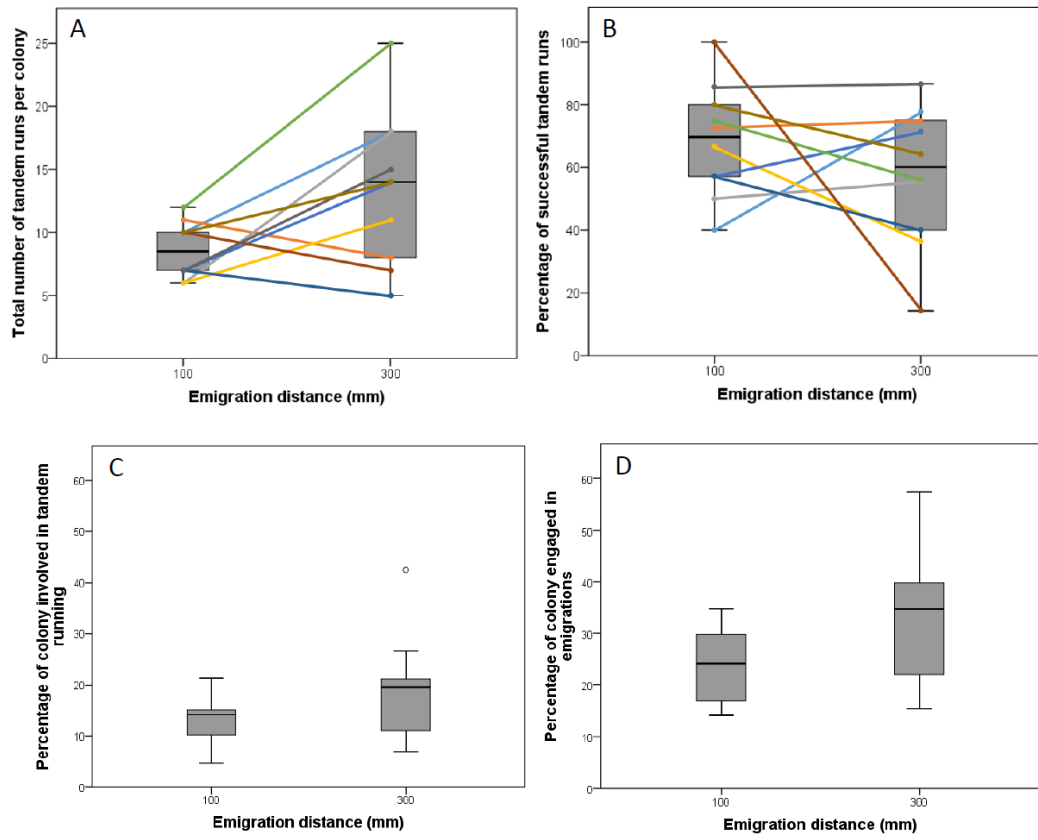 A
Total number of tandem runs per colony
25
20
15
10
5
0
100
300
Emigration distance (mm)
B
Percentage of successful tandem runs
100
80
60
40
20
0
100
300
Emigration distance (mm)
C
Percentage of colony involved in tandem
running
60
50
40
30
20
10
0
100
300
Emigration distance (mm)
D
Percentage of colony engaged in
emigrations
60
50
40
30
20
10
0
100
300
Emigration distance (mm)